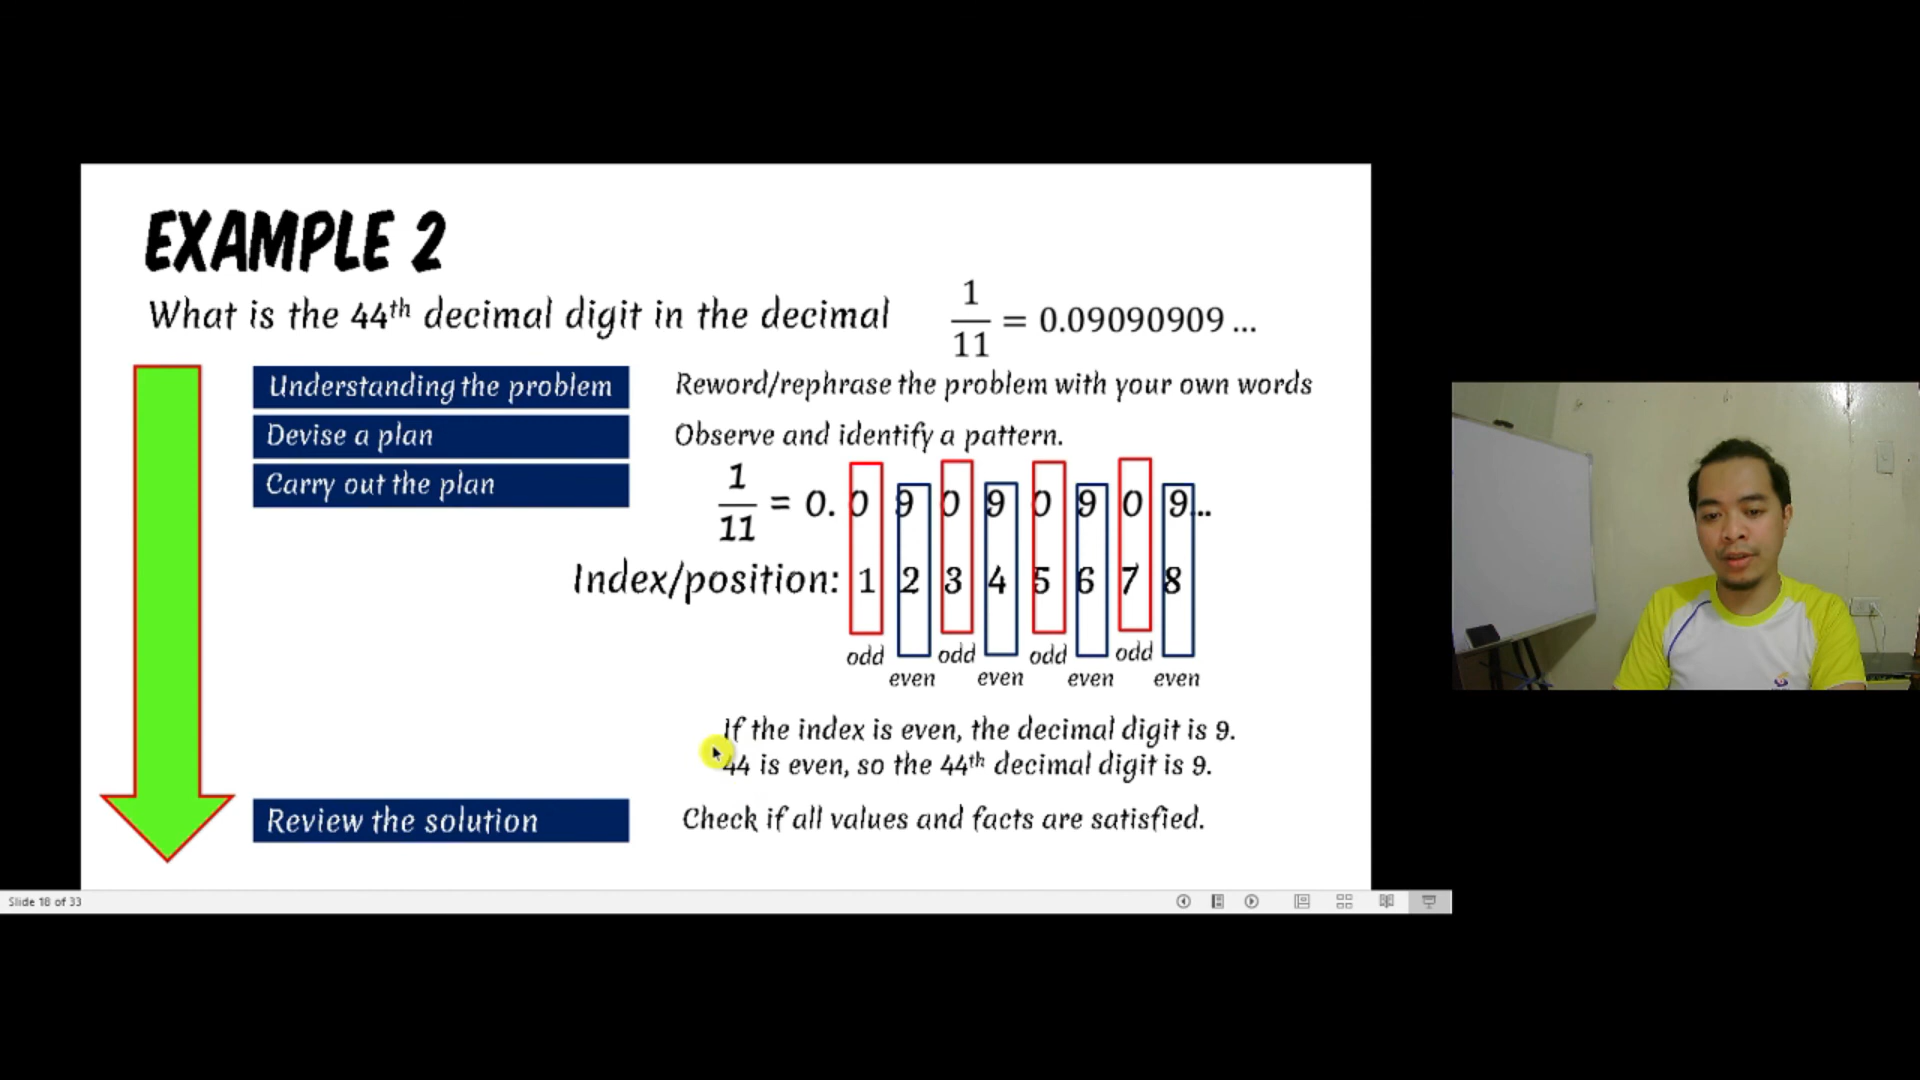 EXAMPLE 2
What is the 44th decimal digit in the decimal
1
11
= 0.09090909 ...
Understanding the problem
Reword/rephrase the problem with your own words
Devise a plan
Observe and identify a pattern.
Carry out the plan
1
11
= 0. 0 9 0 9 0 9 0 9...
Index/position: 1 2 3 4 5 6 7 8
odd odd odd odd
even even even even
If the index is even, the decimal digit is 9.
44 is even, so the 44th decimal digit is 9.
Review the solution
Check if all values and facts are satisfied.
Slide 18 of 33